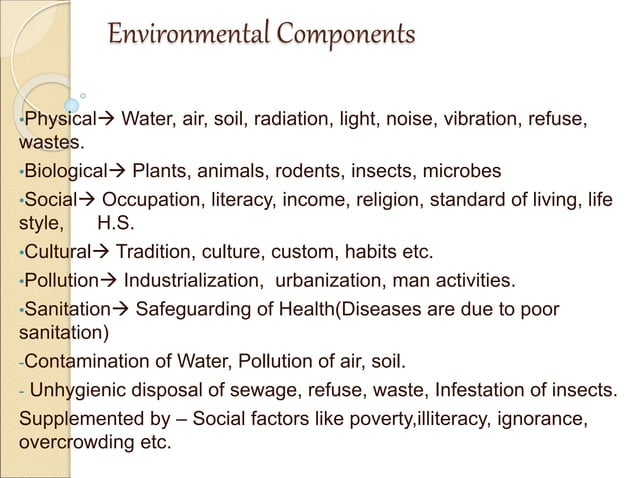 Environmental Components
•Physical→ Water, air, soil, radiation, light, noise, vibration, refuse,
wastes.
•Biological→ Plants, animals, rodents, insects, microbes
•Social→ Occupation, literacy, income, religion, standard of living, life
style, H.S.
•Cultural→ Tradition, culture, custom, habits etc.
•Pollution→ Industrialization, urbanization, man activities.
•Sanitation→ Safeguarding of Health(Diseases are due to poor
sanitation)
-Contamination of Water, Pollution of air, soil.
- Unhygienic disposal of sewage, refuse, waste, Infestation of insects.
Supplemented by – Social factors like poverty,illiteracy, ignorance,
overcrowding etc.